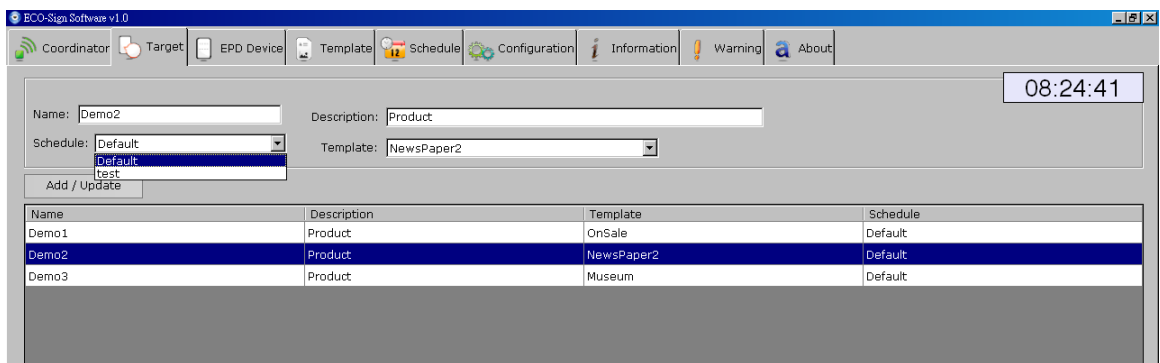 ECO-Sign Software v1.0
Coordinator Target EPD Device Template Schedule Configuration Information Warning About
08:24:41
Name: Demo2 Description: Product
Schedule: Default Template: NewsPaper2
Default
test
Add / Update
Name Description Template Schedule
Demo1 Product OnSale Default
Demo2 Product NewsPaper2 Default
Demo3 Product Museum Default